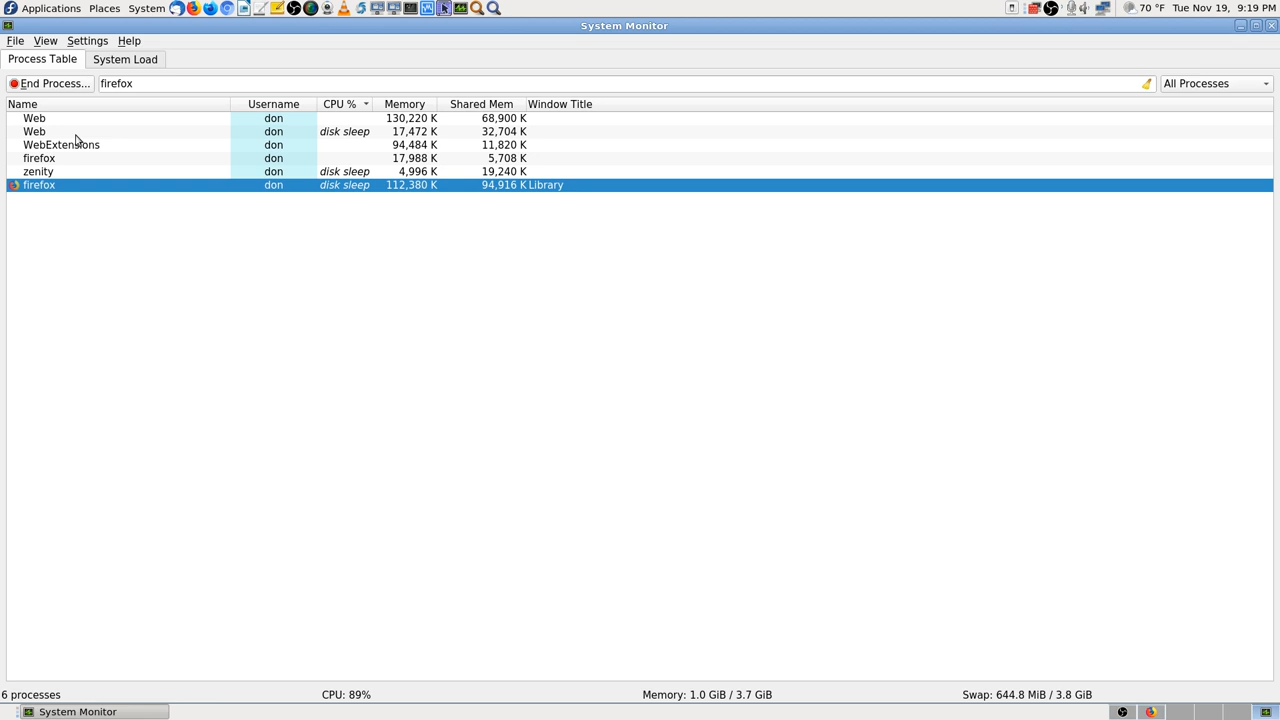 Applications Places System 70 °F Tue Nov 19, 9:19 PM
System Monitor
File View Settings Help
Process Table System Load
End Process... firefox All Processes
Name Username CPU % Memory Shared Mem Window Title
Web don 130,220 K 68,900 K
Web don disk sleep 17,472 K 32,704 K
WebExtensions don 94,484 K 11,820 K
firefox don 17,988 K 5,708 K
zenity don disk sleep 4,996 K 19,240 K
firefox don disk sleep 112,380 K 94,916 K Library
6 processes CPU: 89% Memory: 1.0 GiB / 3.7 GiB Swap: 644.8 MiB / 3.8 GiB
System Monitor